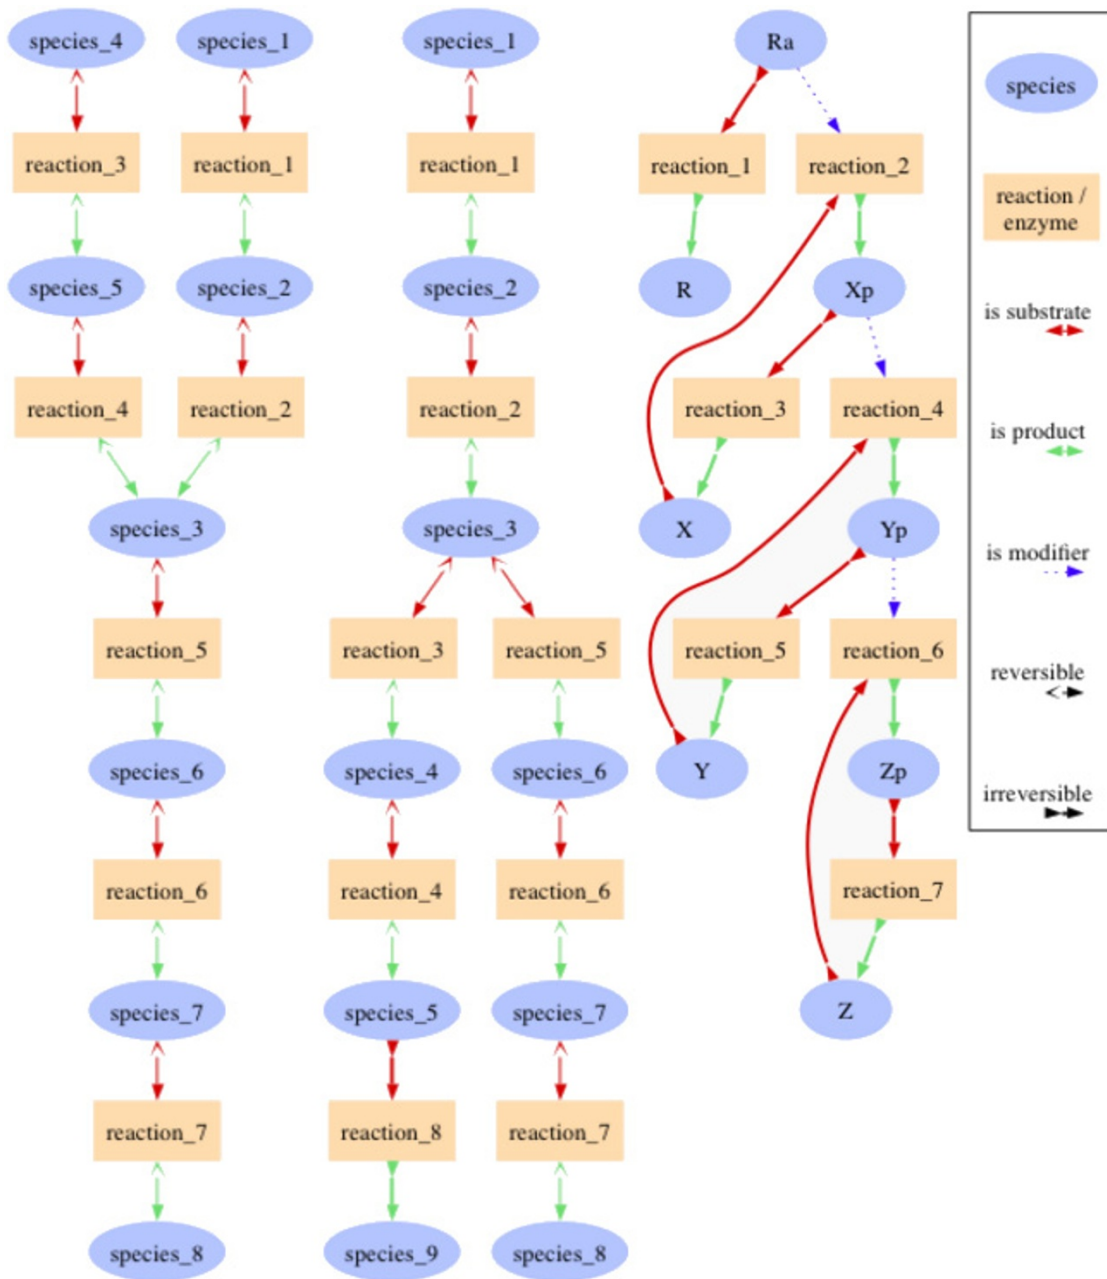 species_4
species_1
species_1
Ra
species
reaction_3
reaction_1
reaction_1
reaction_1
reaction_2
reaction /
enzyme
species_5
species_2
species_2
R
Xp
is substrate
reaction_4
reaction_2
reaction_2
reaction_3
reaction_4
is product
species_3
species_3
X
Yp
is modifier
reaction_5
reaction_3
reaction_5
reaction_5
reaction_6
reversible
species_6
species_4
species_6
Y
Zp
irreversible
reaction_6
reaction_4
reaction_6
reaction_7
species_7
species_5
species_7
Z
reaction_7
reaction_8
reaction_7
species_8
species_9
species_8